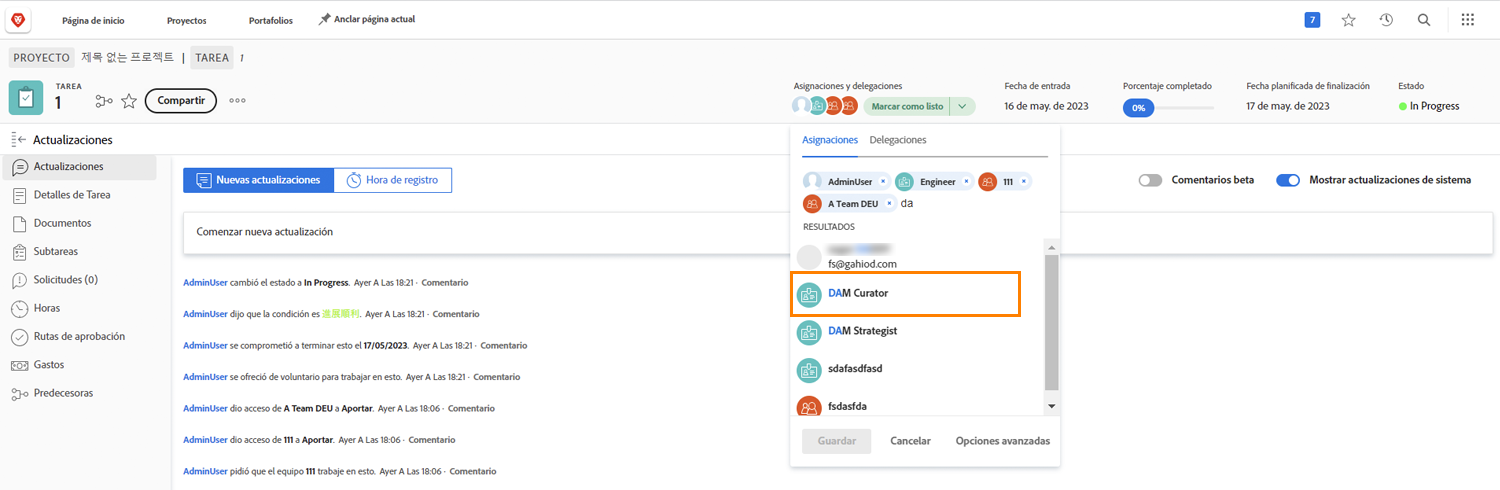 Página de inicio Proyectos Portafolios Anclar página actual 7
PROYECTO 제목 없는 프로젝트 | TAREA 1
TAREA
1
Compartir
Asignaciones y delegaciones
Marcar como listo
Fecha de entrada
16 de may. de 2023
Porcentaje completado
0%
Fecha planificada de finalización
17 de may. de 2023
Estado
In Progress
Actualizaciones
Actualizaciones
Detalles de Tarea
Documentos
Subtareas
Solicitudes (0)
Horas
Rutas de aprobación
Gastos
Predecesoras
Nuevas actualizaciones Hora de registro
Comentarios beta Mostrar actualizaciones de sistema
Comenzar nueva actualización
AdminUser cambió el estado a In Progress. Ayer A Las 18:21 · Comentario
AdminUser dijo que la condición es 進展順利. Ayer A Las 18:21 · Comentario
AdminUser se comprometió a terminar esto el 17/05/2023. Ayer A Las 18:21 · Comentario
AdminUser se ofreció de voluntario para trabajar en esto. Ayer A Las 18:21 · Comentario
AdminUser dio acceso de A Team DEU a Aportar. Ayer A Las 18:06 · Comentario
AdminUser dio acceso de 111 a Aportar. Ayer A Las 18:06 · Comentario
AdminUser pidió que el equipo 111 trabaje en esto. Ayer A Las 18:06 · Comentario
Asignaciones Delegaciones
AdminUser × Engineer × 111 ×
A Team DEU × da
RESULTADOS
fs@gahiod.com
DAM Curator
DAM Strategist
sdafasdfasd
fsdasfda
Guardar Cancelar Opciones avanzadas